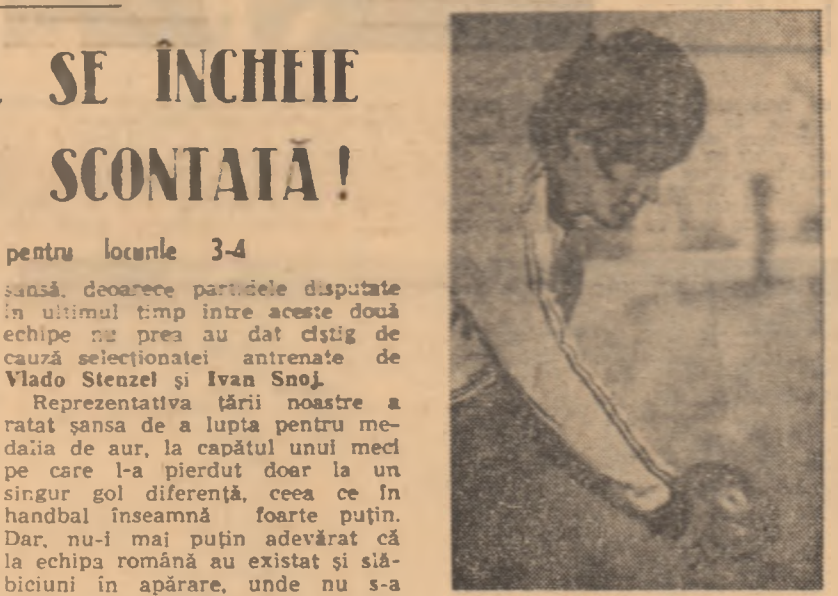 SE ÎNCHEIE
SCONTATĂ !
pentru locurile 3-4
șansă, deoarece partidele disputate
în ultimul timp între aceste două
echipe nu prea au dat cîștig de
cauză selecționatei antrenate de
Vlado Stenzel și Ivan Snoj.
Reprezentativa țării noastre a
ratat șansa de a lupta pentru me-
dalia de aur, la capătul unui meci
pe care l-a pierdut doar la un
singur gol diferență, ceea ce în
handbal înseamnă foarte puțin.
Dar, nu-i mai puțin adevărat că
la echipa română au existat și slă-
biciuni în apărare, unde nu s-a